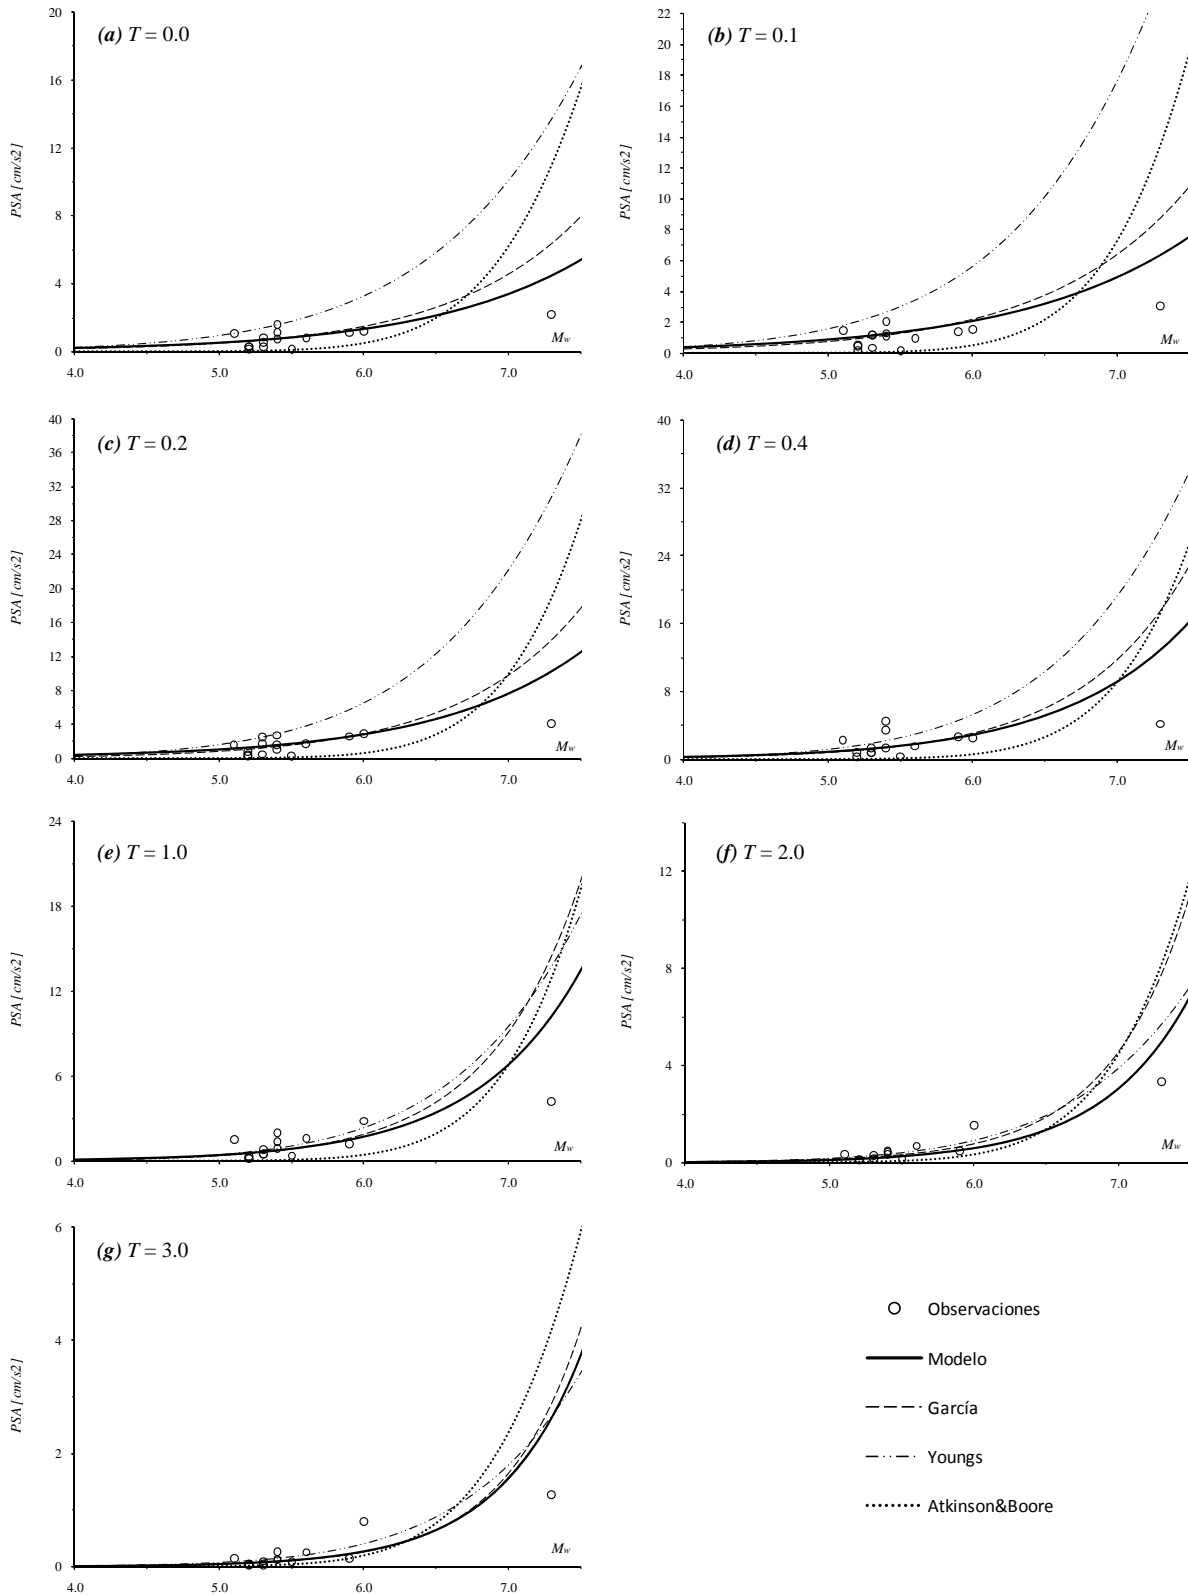 (a) T = 0.0
20
16
12
8
4
0
PSA [cm/s2]
Mw
4.0 5.0 6.0 7.0
(b) T = 0.1
22
20
18
16
14
12
10
8
6
4
2
0
PSA [cm/s2]
Mw
4.0 5.0 6.0 7.0
(c) T = 0.2
40
36
32
28
24
20
16
12
8
4
0
PSA [cm/s2]
Mw
4.0 5.0 6.0 7.0
(d) T = 0.4
40
32
24
16
8
0
PSA [cm/s2]
Mw
4.0 5.0 6.0 7.0
(e) T = 1.0
24
18
12
6
0
PSA [cm/s2]
Mw
4.0 5.0 6.0 7.0
(f) T = 2.0
12
8
4
0
PSA [cm/s2]
Mw
4.0 5.0 6.0 7.0
(g) T = 3.0
6
4
2
0
PSA [cm/s2]
Mw
4.0 5.0 6.0 7.0
Observaciones
Modelo
García
Youngs
Atkinson&Boore